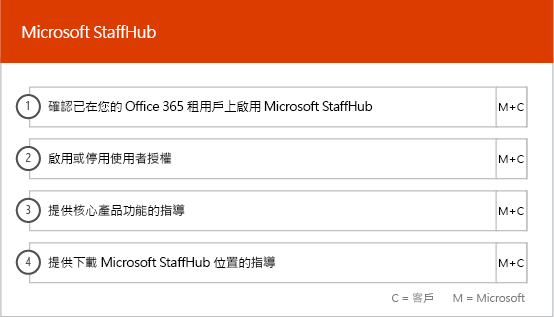 Microsoft StaffHub
1 確認已在您的 Office 365 租用戶上啟用 Microsoft StaffHub M+C
2 啟用或停用使用者授權 M+C
3 提供核心產品功能的指導 M+C
4 提供下載 Microsoft StaffHub 位置的指導 M+C
C = 客戶 M = Microsoft